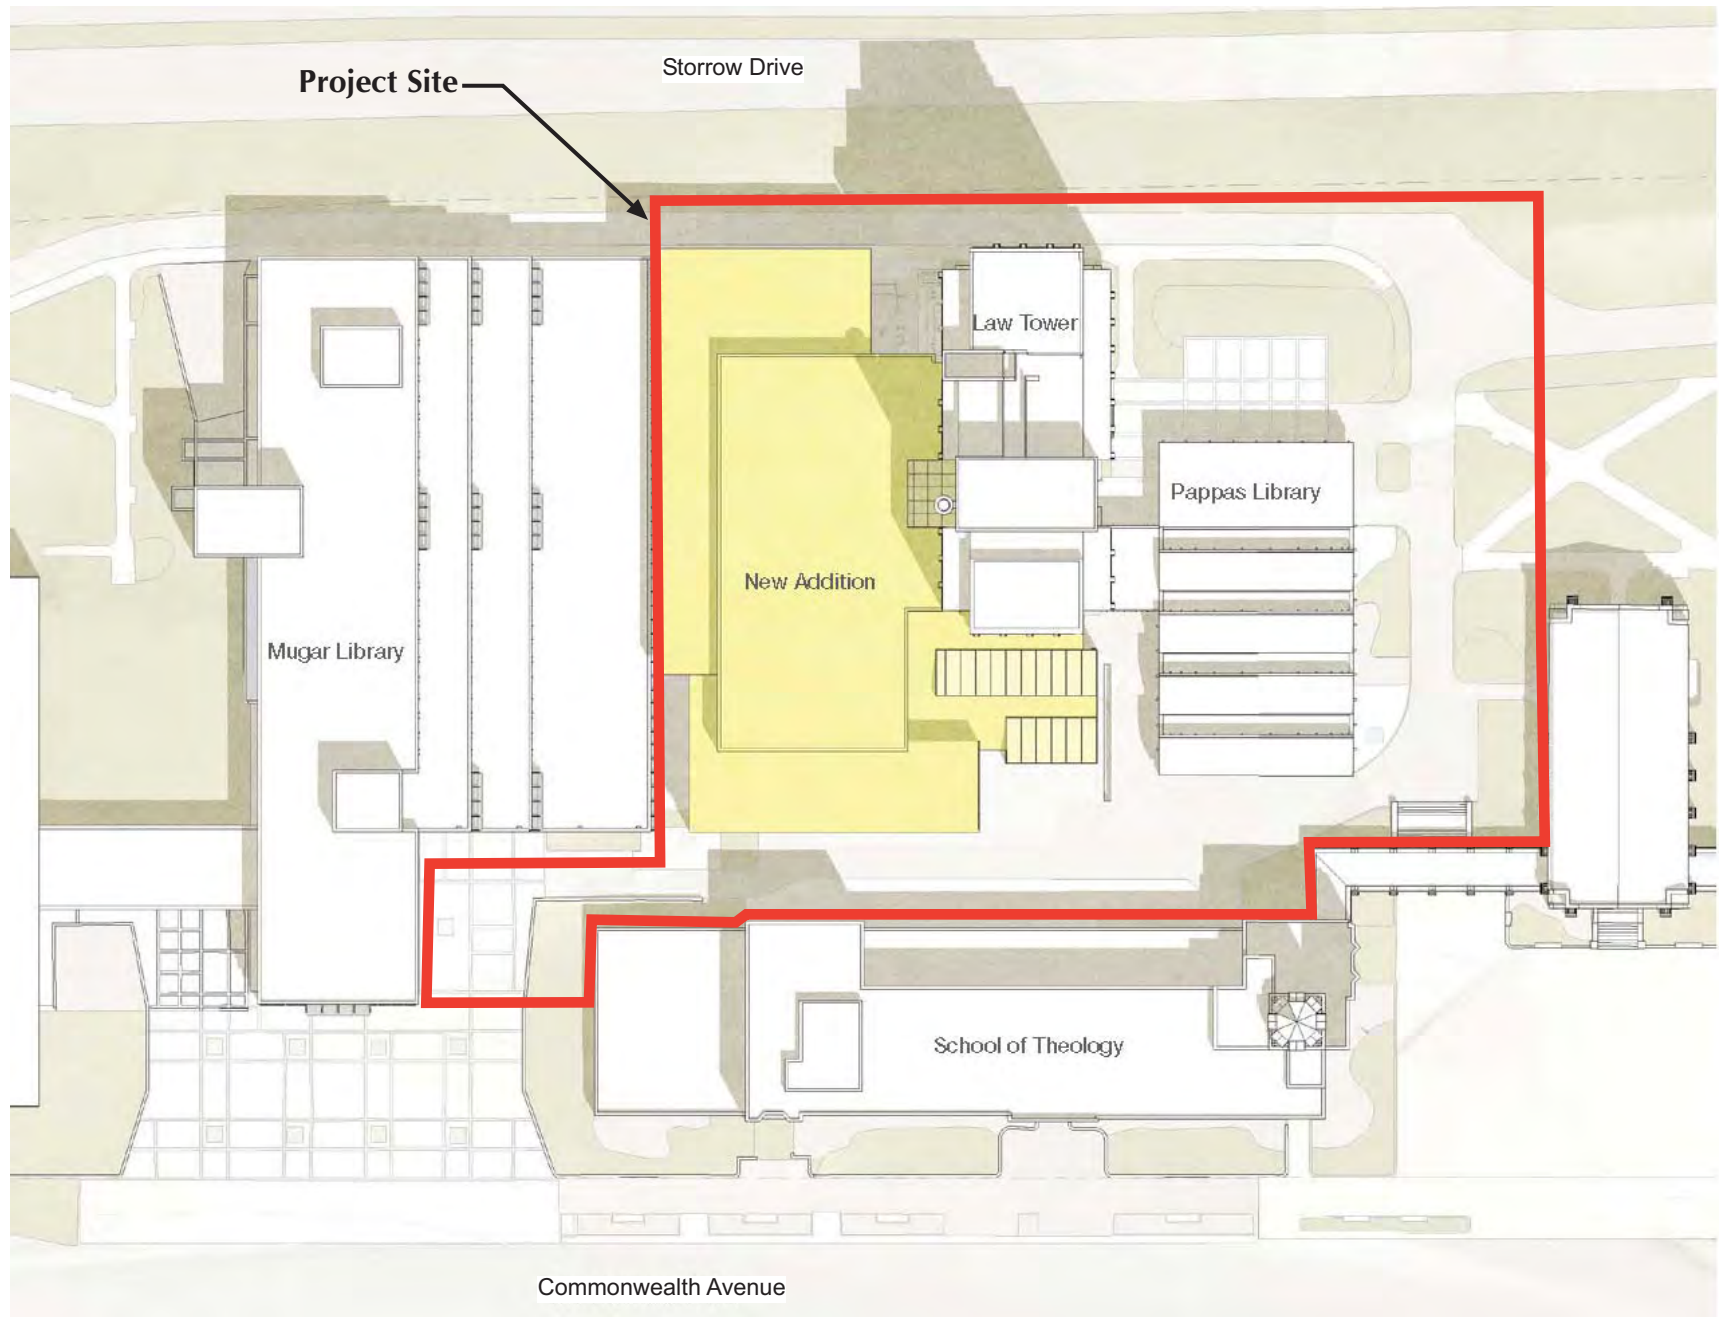 Storrow Drive
Project Site
Law Tower
Pappas Library
New Addition
Mugar Library
School of Theology
Commonwealth Avenue